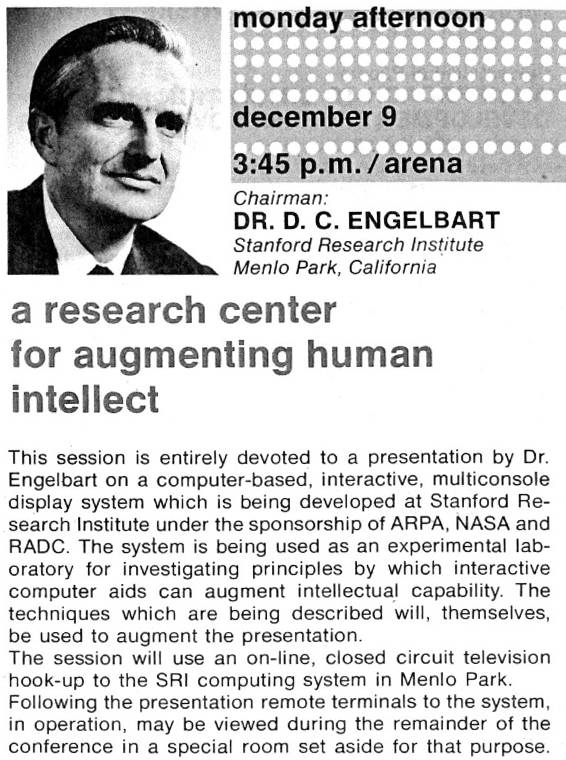 monday afternoon
december 9
3:45 p.m. / arena
Chairman:
DR. D. C. ENGELBART
Stanford Research Institute
Menlo Park, California
a research center
for augmenting human
intellect
This session is entirely devoted to a presentation by Dr.
Engelbart on a computer-based, interactive, multiconsole
display system which is being developed at Stanford Re-
search Institute under the sponsorship of ARPA, NASA and
RADC. The system is being used as an experimental lab-
oratory for investigating principles by which interactive
computer aids can augment intellectual capability. The
techniques which are being described will, themselves,
be used to augment the presentation.
The session will use an on-line, closed circuit television
hook-up to the SRI computing system in Menlo Park.
Following the presentation remote terminals to the system,
in operation, may be viewed during the remainder of the
conference in a special room set aside for that purpose.